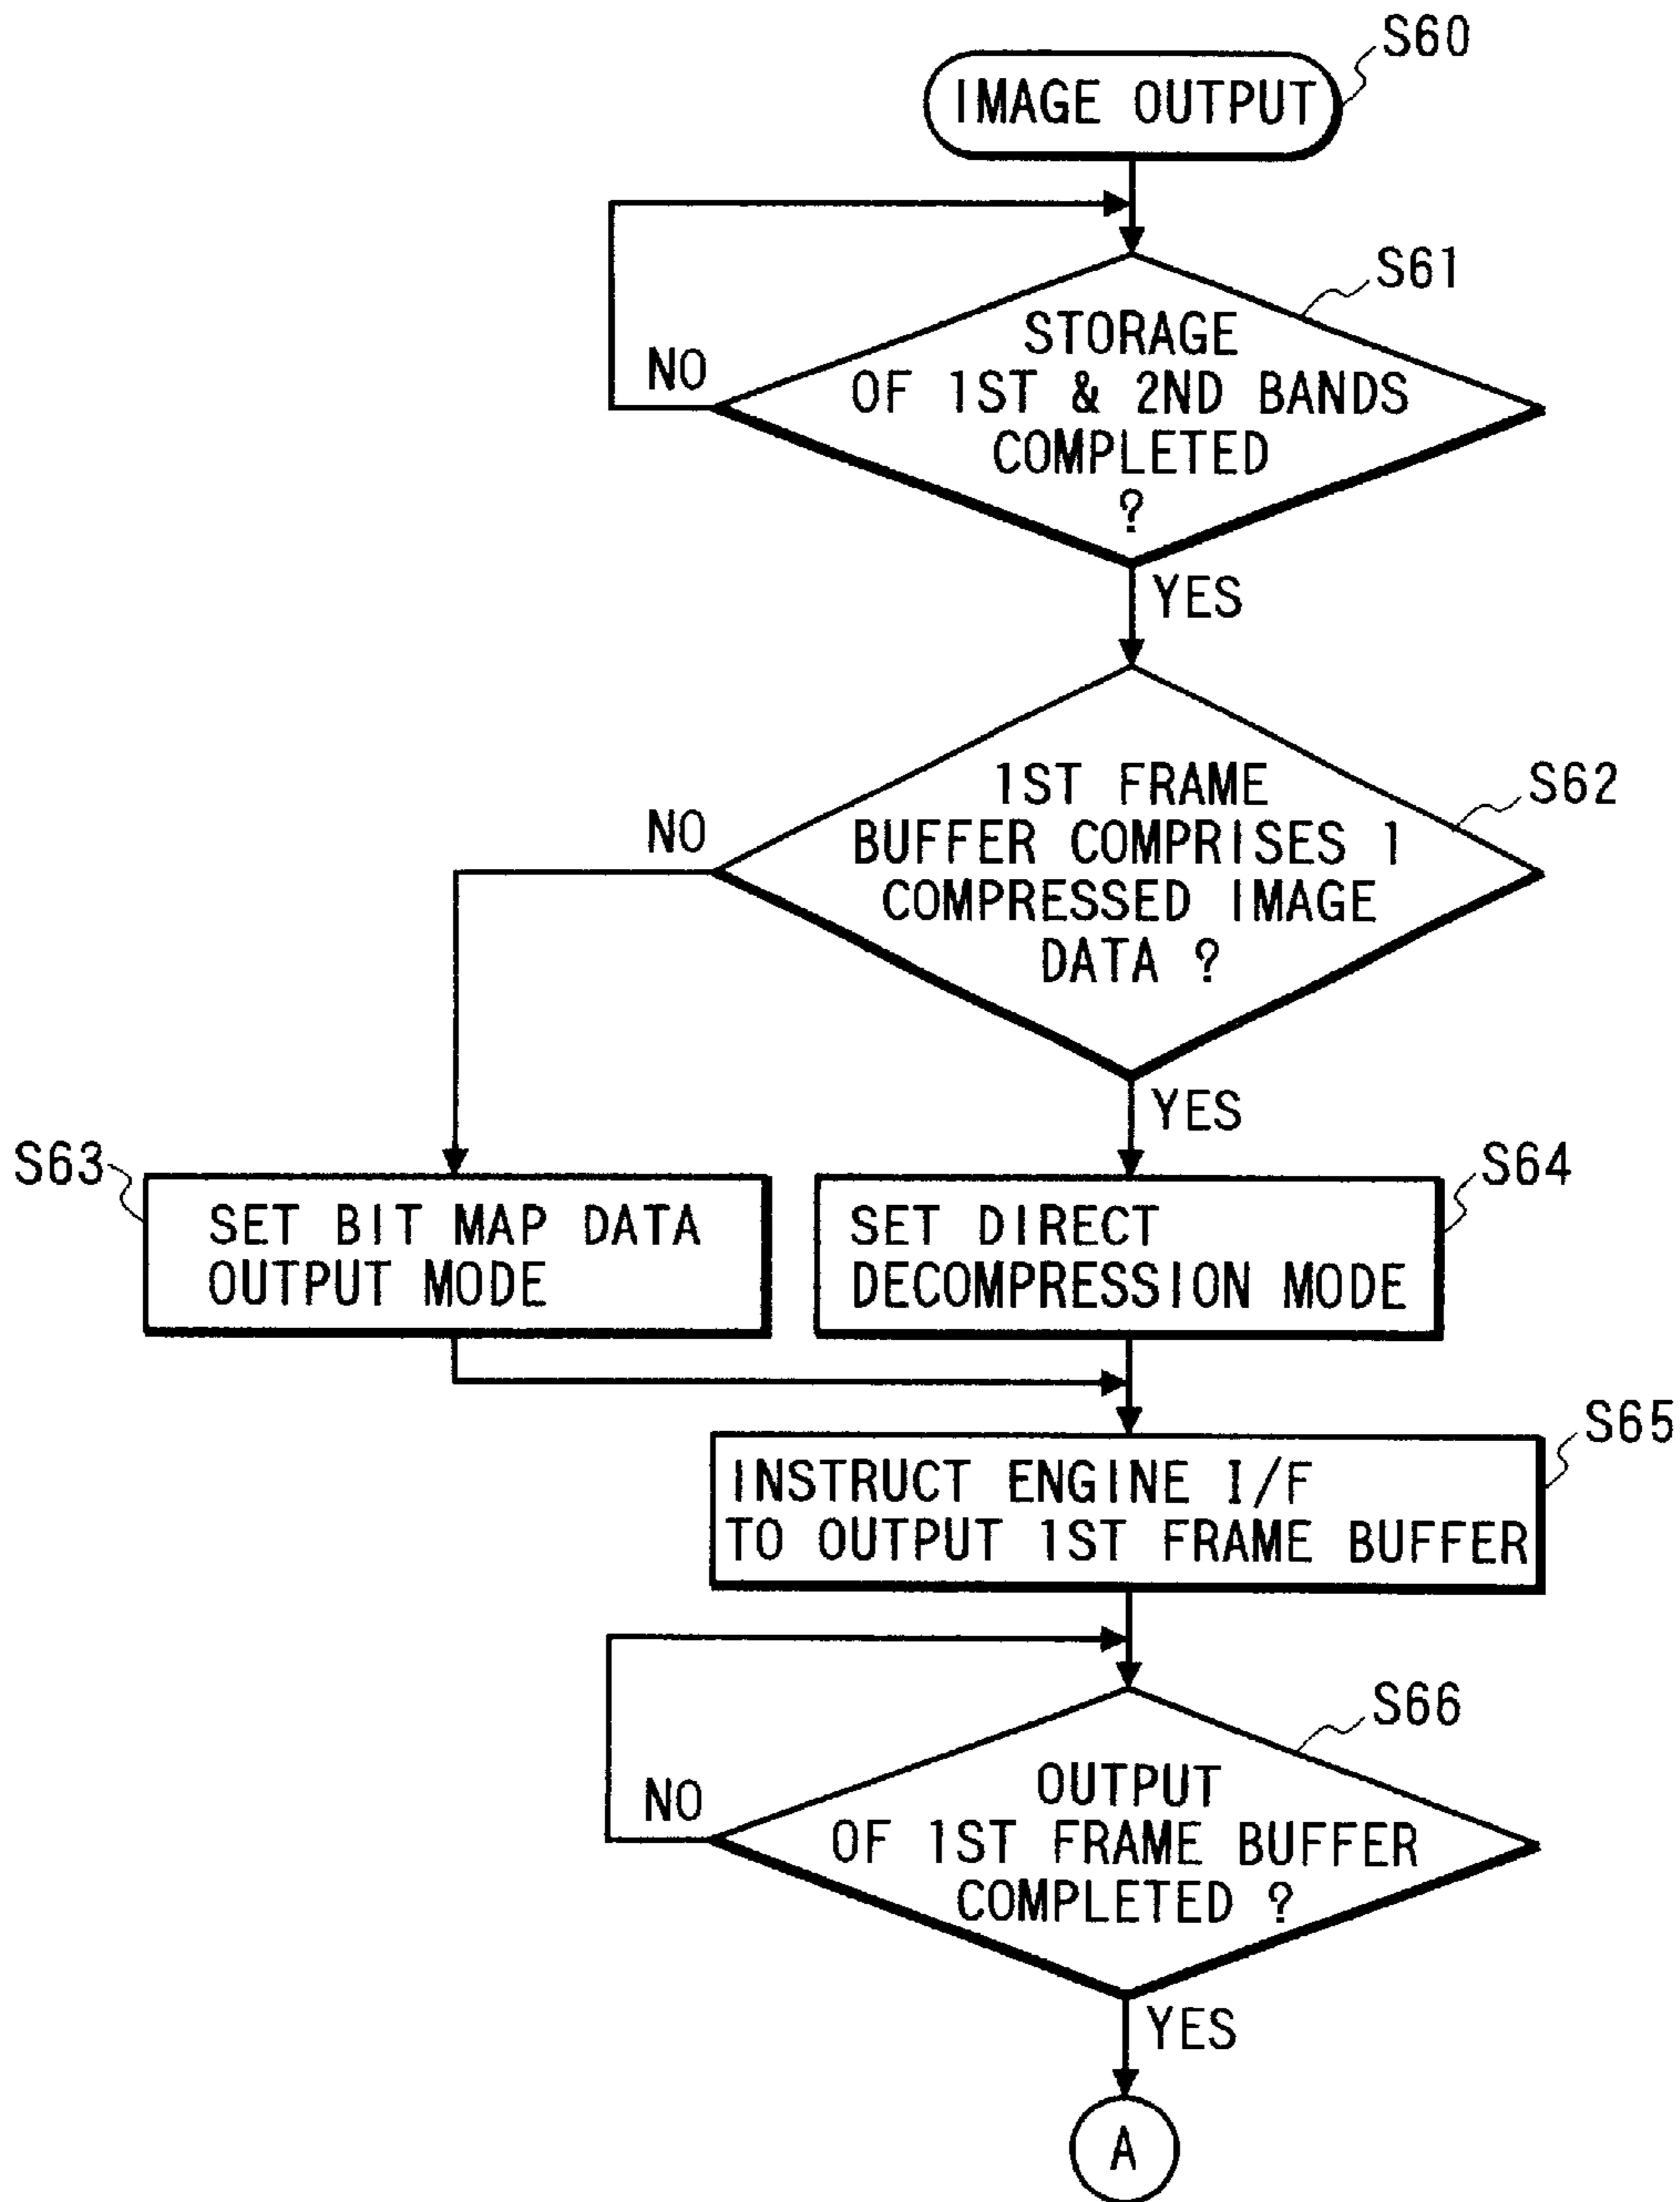 S60
IMAGE OUTPUT
S61
STORAGE
OF 1ST & 2ND BANDS
COMPLETED
?
NO
YES
S62
1ST FRAME
BUFFER COMPRISES 1
COMPRESSED IMAGE
DATA ?
NO
YES
S63
SET BIT MAP DATA
OUTPUT MODE
S64
SET DIRECT
DECOMPRESSION MODE
S65
INSTRUCT ENGINE I/F
TO OUTPUT 1ST FRAME BUFFER
S66
OUTPUT
OF 1ST FRAME BUFFER
COMPLETED ?
NO
YES
A